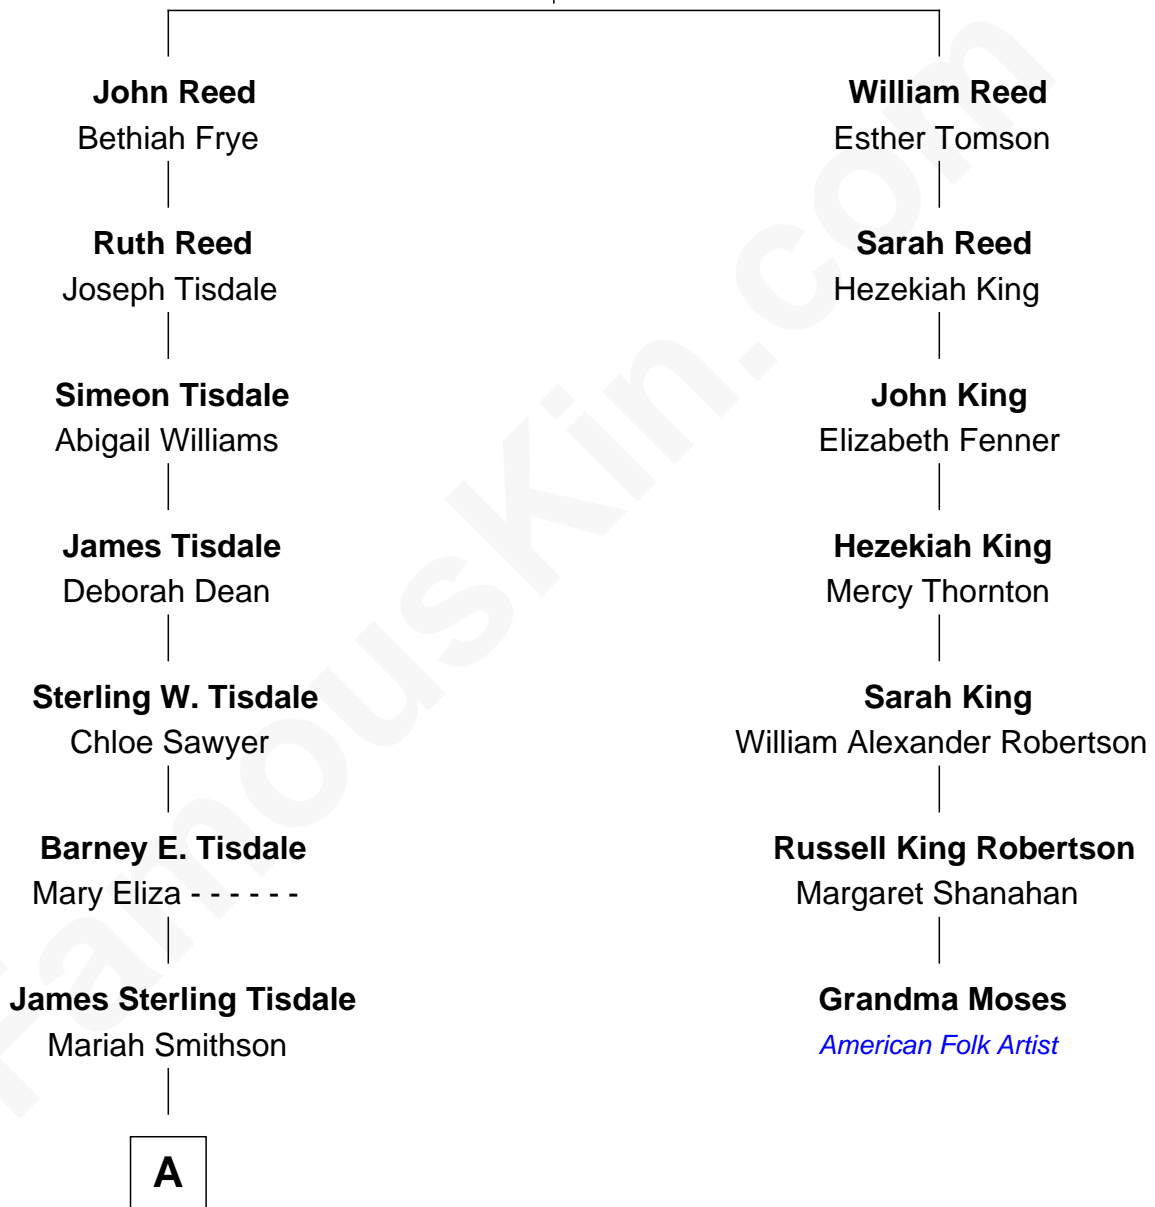 John Reed
Bethiah Frye
Ruth Reed
Joseph Tisdale
Simeon Tisdale
Abigail Williams
James Tisdale
Deborah Dean
Sterling W. Tisdale
Chloe Sawyer
Barney E. Tisdale
Mary Eliza - - - - - -
James Sterling Tisdale
Mariah Smithson
A
William Reed
Esther Tomson
Sarah Reed
Hezekiah King
John King
Elizabeth Fenner
Hezekiah King
Mercy Thornton
Sarah King
William Alexander Robertson
Russell King Robertson
Margaret Shanahan
Grandma Moses
American Folk Artist
FamousKin.com